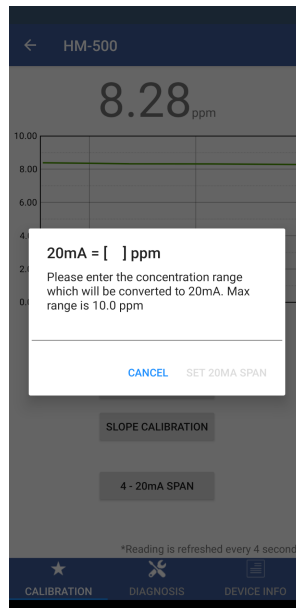 HM-500
8.28 ppm
10.00
8.00
6.00
20mA = [ ] ppm
Please enter the concentration range
which will be converted to 20mA. Max
range is 10.0 ppm
CANCEL SET 20MA SPAN
SLOPE CALIBRATION
4 - 20mA SPAN
*Reading is refreshed every 4 second
CALIBRATION DIAGNOSIS DEVICE INFO